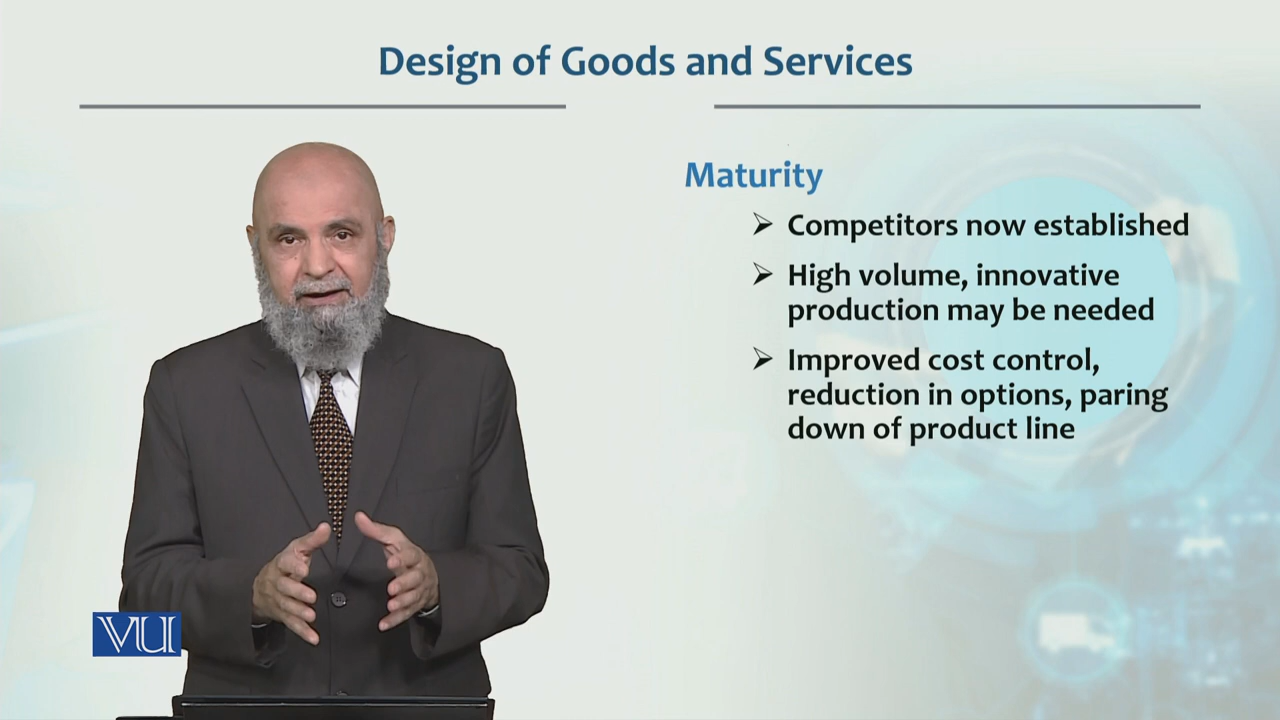 Design of Goods and Services
Maturity
Competitors now established
High volume, innovative
production may be needed
Improved cost control,
reduction in options, paring
down of product line
VU